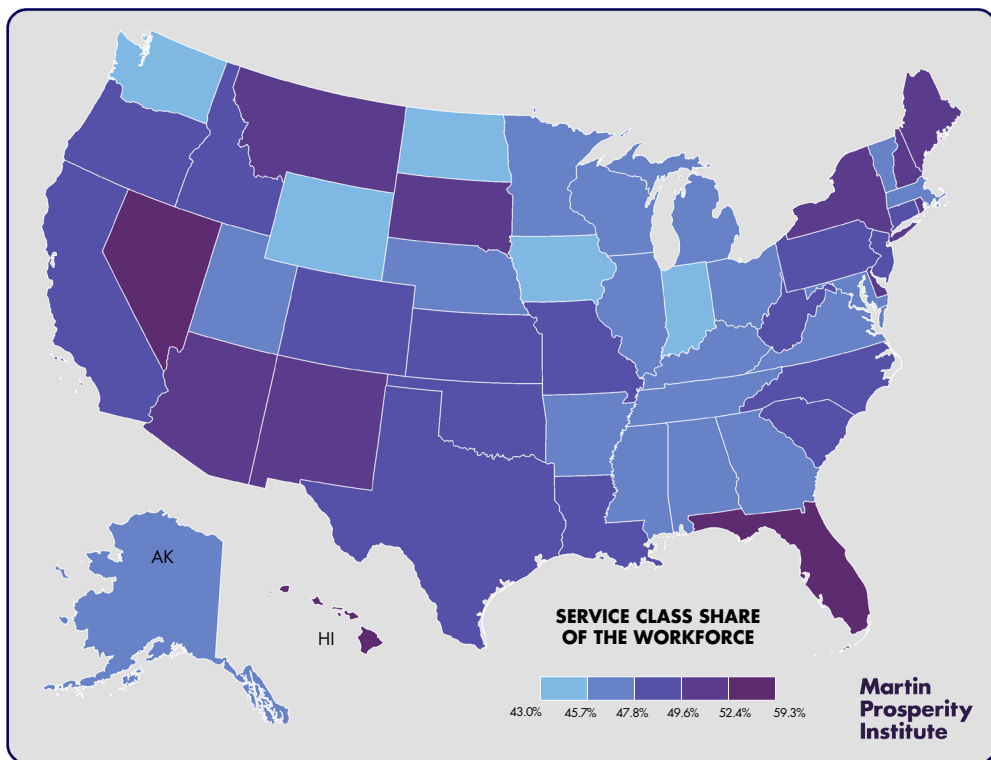 AK
HI
SERVICE CLASS SHARE
OF THE WORKFORCE
43.0% 45.7% 47.8% 49.6% 52.4% 59.3%
Martin
Prosperity
Institute